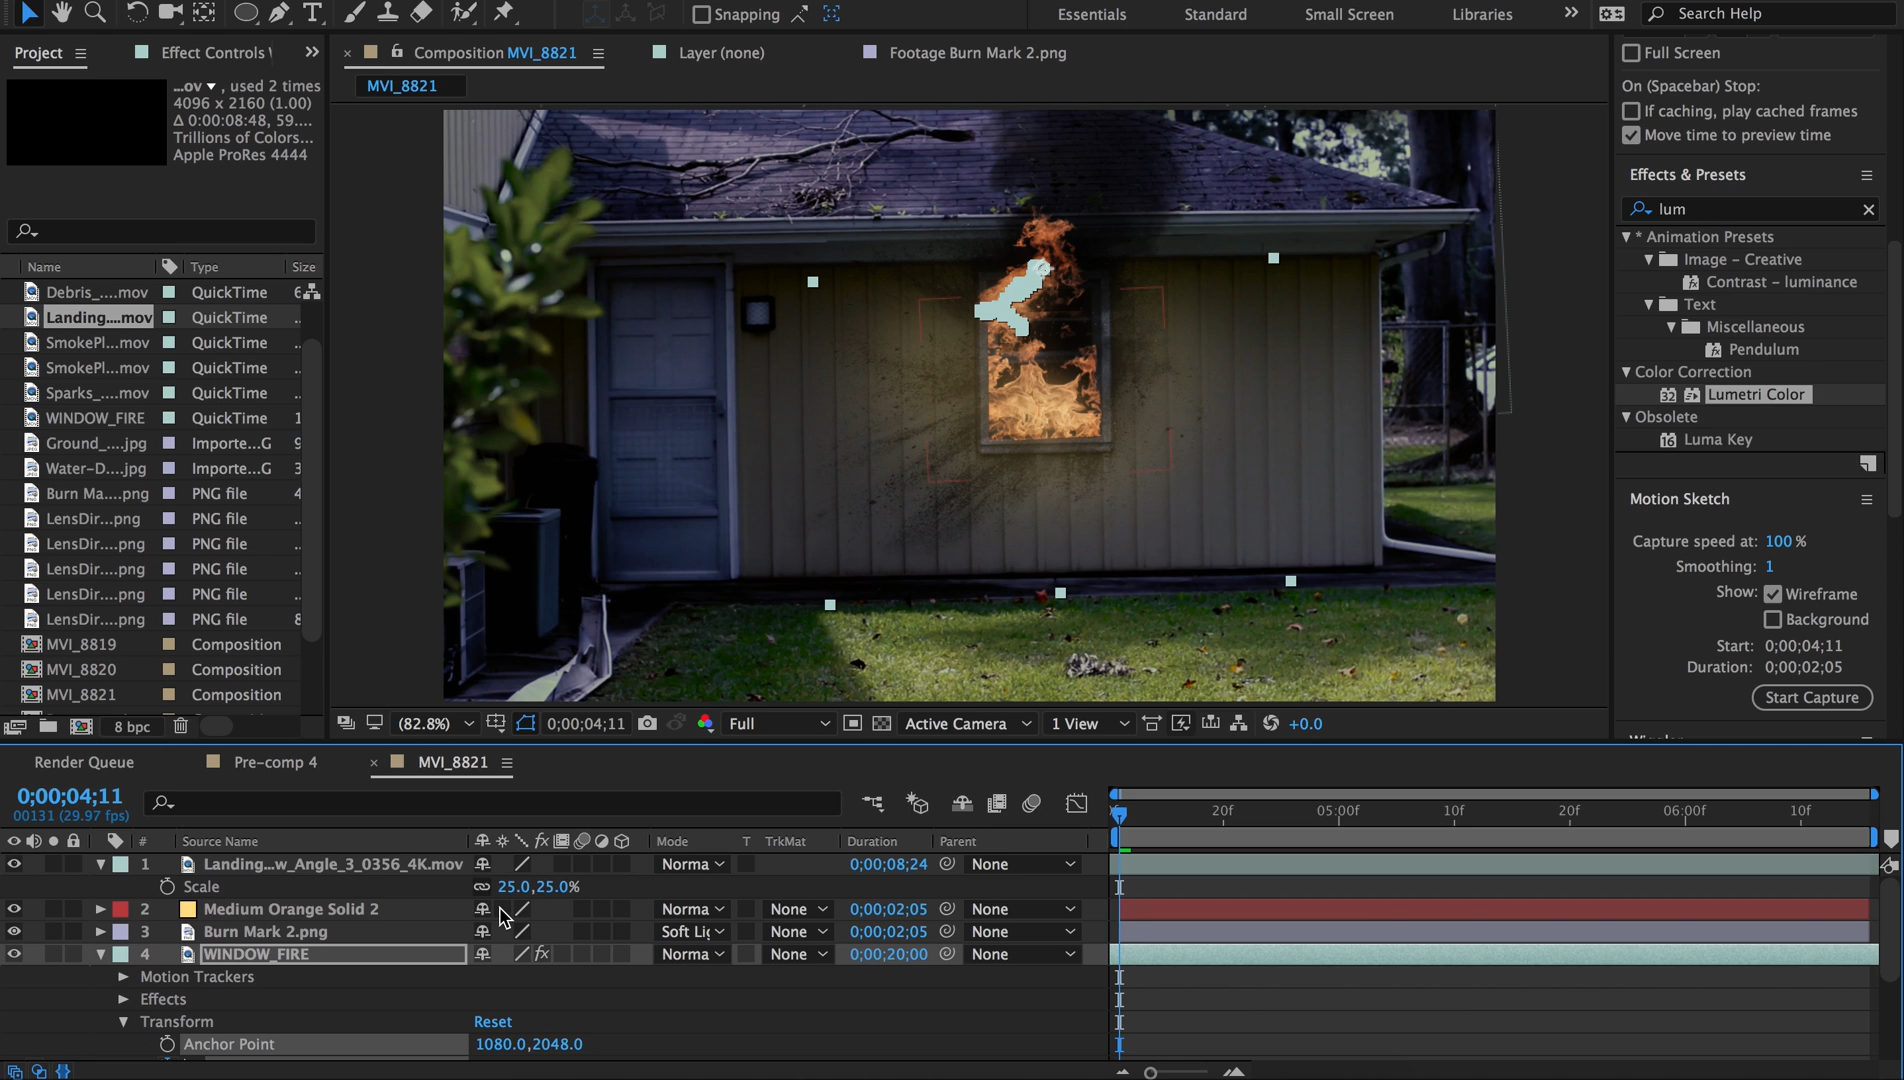 Snapping
Essentials
Standard
Small Screen
Libraries
Search Help
Project
Effect Controls
Composition MVI_8821
Layer (none)
Footage Burn Mark 2.png
MVI_8821
...ov ▾, used 2 times
4096 x 2160 (1.00)
Δ 0:00:08:48, 59....
Trillions of Colors...
Apple ProRes 4444
Name Type Size
Debris_....mov QuickTime 6
Landing....mov QuickTime ..
SmokePl...mov QuickTime ..
SmokePl...mov QuickTime ..
Sparks_....mov QuickTime ..
WINDOW_FIRE QuickTime 1
Ground_....jpg Importe...G 9
Water-D....jpg Importe...G 3
Burn Ma....png PNG file 4
LensDir...png PNG file ..
LensDir....png PNG file ..
LensDir....png PNG file ..
LensDir....png PNG file ..
LensDir....png PNG file 8
MVI_8819 Composition
MVI_8820 Composition
MVI_8821 Composition
8 bpc
(82.8%) 0;00;04;11 Full Active Camera 1 View +0.0
Full Screen
On (Spacebar) Stop:
If caching, play cached frames
Move time to preview time
Effects & Presets
lum
* Animation Presets
Image – Creative
Contrast – luminance
Text
Miscellaneous
Pendulum
Color Correction
32 Lumetri Color
Obsolete
16 Luma Key
Motion Sketch
Capture speed at: 100 %
Smoothing: 1
Show: Wireframe
Background
Start: 0;00;04;11
Duration: 0;00;02;05
Start Capture
Render Queue
Pre-comp 4
MVI_8821
0;00;04;11
00131 (29.97 fps)
20f 05:00f 10f 20f 06:00f 10f
# Source Name fx Mode T TrkMat Duration Parent
1 Landing...w_Angle_3_0356_4K.mov Norma 0;00;08;24 None
Scale 25.0,25.0%
2 Medium Orange Solid 2 Norma None 0;00;02;05 None
3 Burn Mark 2.png Soft Li None 0;00;02;05 None
4 WINDOW_FIRE fx Norma None 0;00;20;00 None
Motion Trackers
Effects
Transform Reset
Anchor Point 1080.0,2048.0